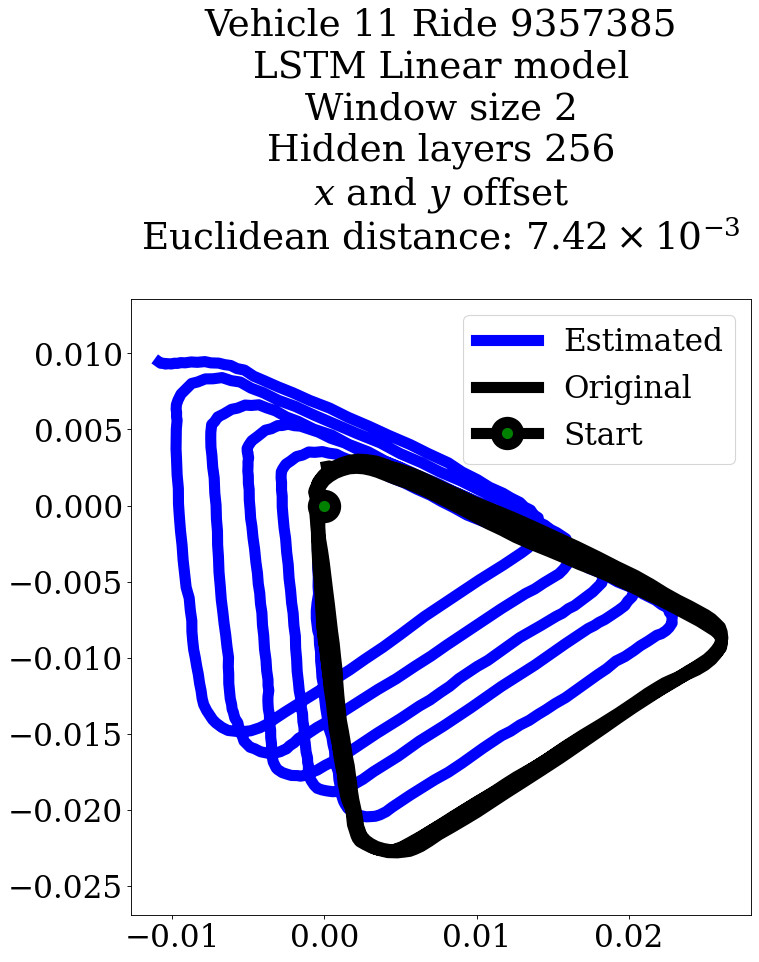 Vehicle 11 Ride 9357385
LSTM Linear model
Window size 2
Hidden layers 256
x and y offset
Euclidean distance: 7.42 × 10⁻³
Estimated
Original
Start
0.010
0.005
0.000
−0.005
−0.010
−0.015
−0.020
−0.025
−0.01 0.00 0.01 0.02